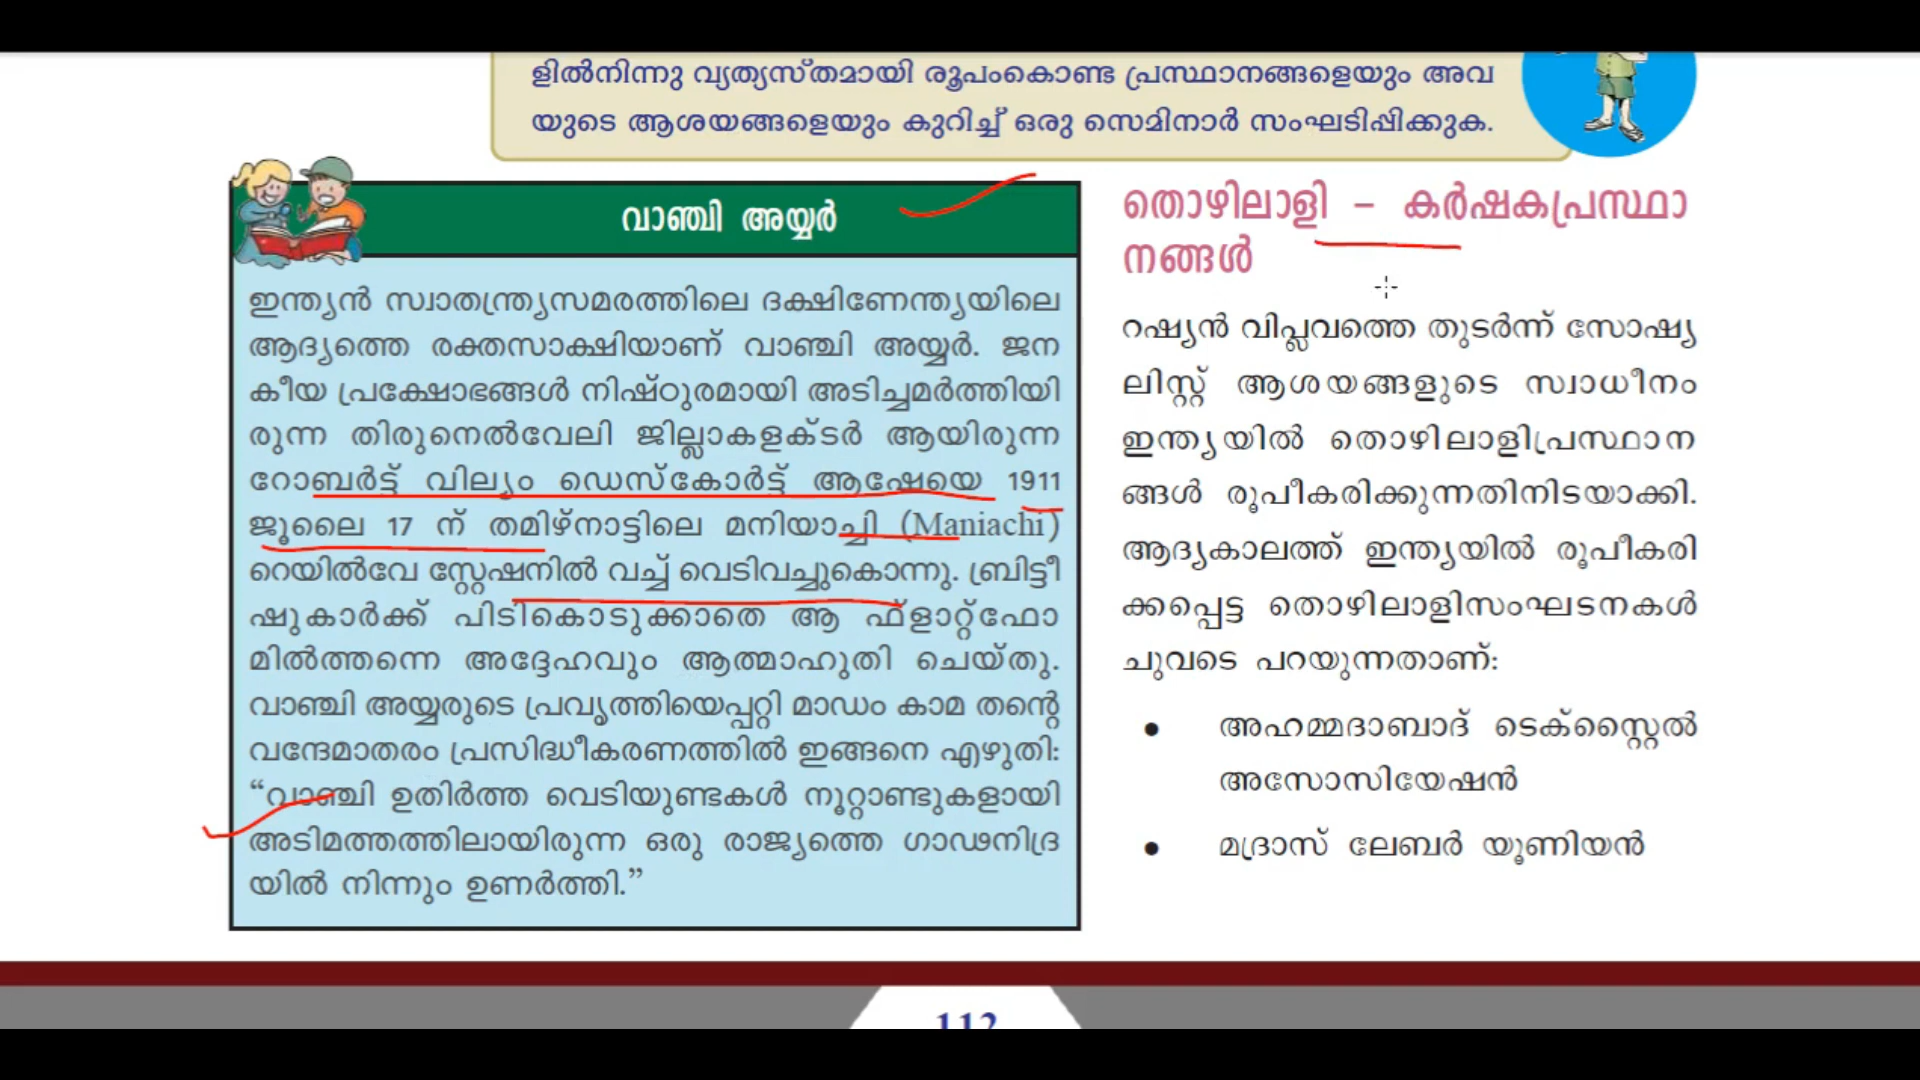 ളിൽനിന്നു വ്യത്യസ്തമായി രൂപംകൊണ്ട പ്രസ്ഥാനങ്ങളെയും അവ
യുടെ ആശയങ്ങളെയും കുറിച്ച് ഒരു സെമിനാർ സംഘടിപ്പിക്കുക.
വാഞ്ചി അയ്യർ
ഇന്ത്യൻ സ്വാതന്ത്ര്യസമരത്തിലെ ദക്ഷിണേന്ത്യയിലെ
ആദ്യത്തെ രക്തസാക്ഷിയാണ് വാഞ്ചി അയ്യർ. ജന
കീയ പ്രക്ഷോഭങ്ങൾ നിഷ്ഠുരമായി അടിച്ചമർത്തിയി
രുന്ന തിരുനെൽവേലി ജില്ലാകളക്ടർ ആയിരുന്ന
റോബർട്ട് വില്യം ഡെസ്കോർട്ട് ആഷേയെ 1911
ജൂലൈ 17 ന് തമിഴ്നാട്ടിലെ മനിയാച്ചി (Maniachi)
റെയിൽവേ സ്റ്റേഷനിൽ വച്ച് വെടിവച്ചുകൊന്നു. ബ്രിട്ടീ
ഷുകാർക്ക് പിടികൊടുക്കാതെ ആ ഫ്ളാറ്റ്ഫോ
മിൽത്തന്നെ അദ്ദേഹവും ആത്മാഹുതി ചെയ്തു.
വാഞ്ചി അയ്യരുടെ പ്രവൃത്തിയെപ്പറ്റി മാഡം കാമ തന്റെ
വന്ദേമാതരം പ്രസിദ്ധീകരണത്തിൽ ഇങ്ങനെ എഴുതി:
“വാഞ്ചി ഉതിർത്ത വെടിയുണ്ടകൾ നൂറ്റാണ്ടുകളായി
അടിമത്തത്തിലായിരുന്ന ഒരു രാജ്യത്തെ ഗാഢനിദ്ര
യിൽ നിന്നും ഉണർത്തി.”
തൊഴിലാളി – കർഷകപ്രസ്ഥാ
നങ്ങൾ
റഷ്യൻ വിപ്ലവത്തെ തുടർന്ന് സോഷ്യ
ലിസ്റ്റ് ആശയങ്ങളുടെ സ്വാധീനം
ഇന്ത്യയിൽ തൊഴിലാളിപ്രസ്ഥാന
ങ്ങൾ രൂപീകരിക്കുന്നതിനിടയാക്കി.
ആദ്യകാലത്ത് ഇന്ത്യയിൽ രൂപീകരി
ക്കപ്പെട്ട തൊഴിലാളിസംഘടനകൾ
ചുവടെ പറയുന്നതാണ്:
• അഹമ്മദാബാദ് ടെക്സ്റ്റൈൽ
അസോസിയേഷൻ
• മദ്രാസ് ലേബർ യൂണിയൻ
112